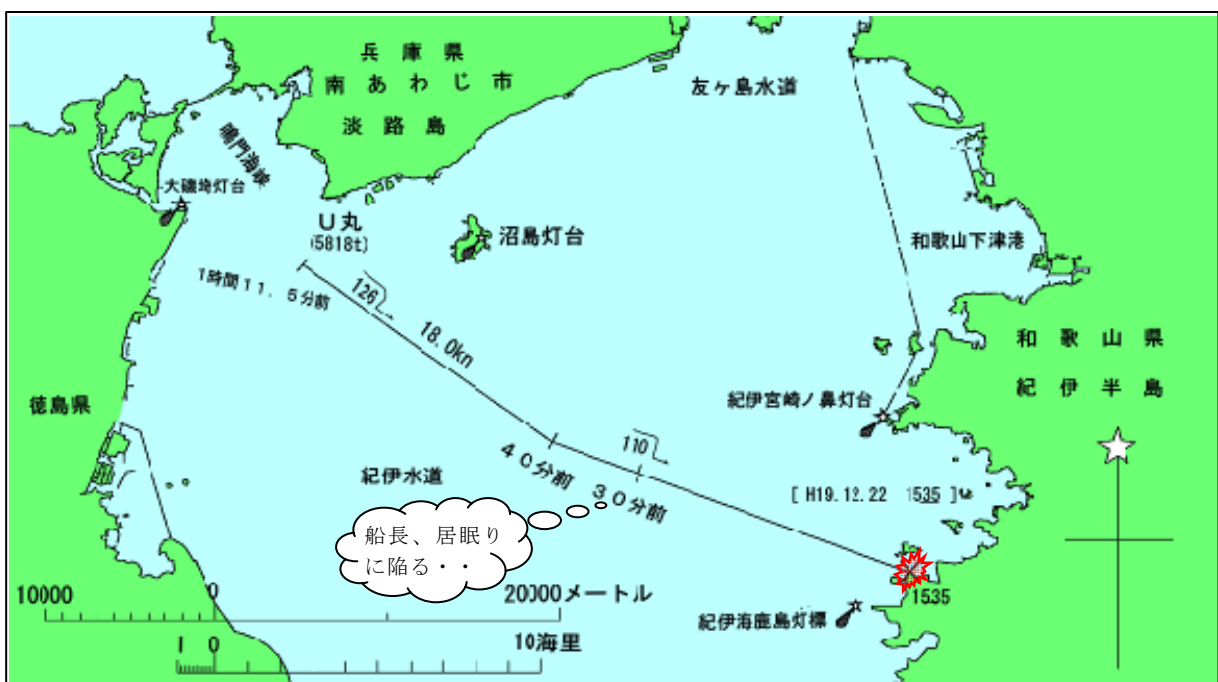 兵庫県
南あわじ市
淡路島
友ヶ島水道
鳴門海峡
大磯埼灯台
U丸
(5818t)
沼島灯台
和歌山下津港
1時間11.5分前
126
18.0kn
和歌山県
紀伊半島
徳島県
紀伊宮崎ノ鼻灯台
110
紀伊水道
40分前
30分前
[ H19.12.22 1535 ]
船長、居眠り
に陥る・・
1535
紀伊海鹿島灯標
10000 0 20000メートル
1 0 10海里